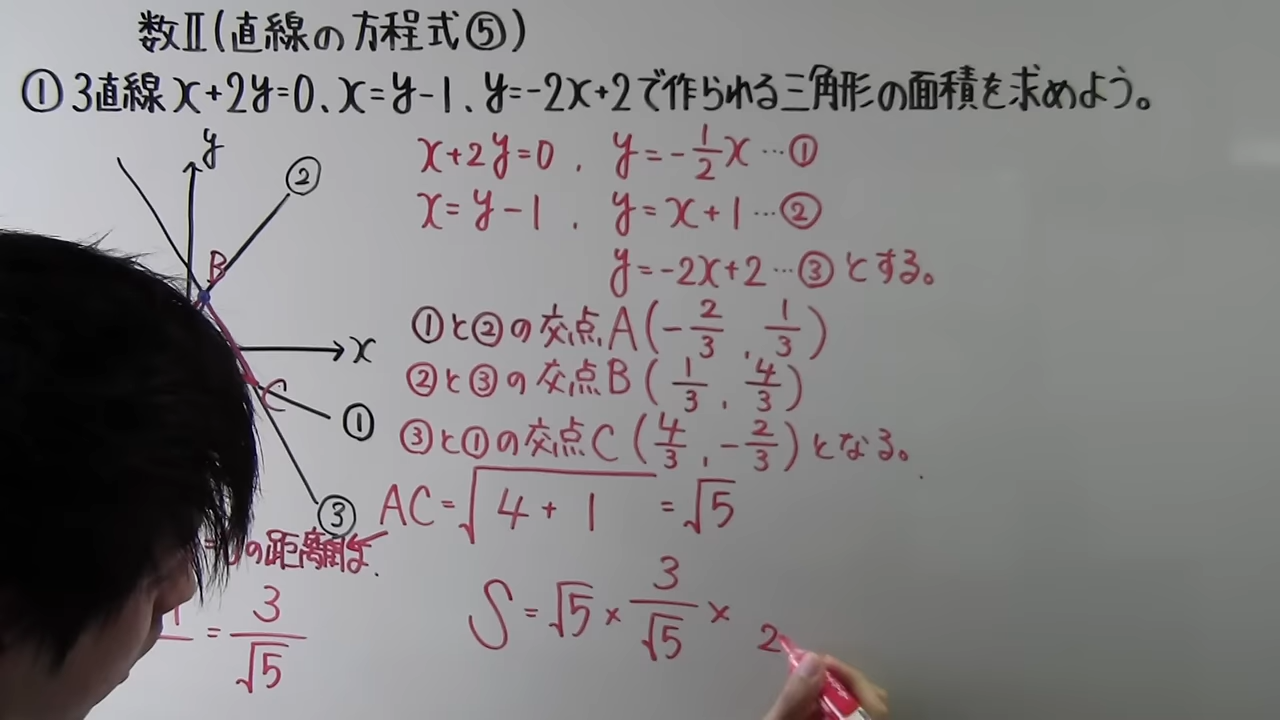 数Ⅱ(直線の方程式⑤)
① 3直線 x+2y=0、x=y-1、y=-2x+2で作られる三角形の面積を求めよう。
y
②
B
x
C
①
③
x+2y=0 . y=-1/2x…①
x=y-1 . y=x+1…②
y=-2x+2…③とする。
①と②の交点A(-2/3 , 1/3)
②と③の交点B(1/3 , 4/3)
③と①の交点C(4/3 , -2/3)となる。
AC=√4+1 =√5
の距離は
= 3/√5
S=√5×3/√5× 2